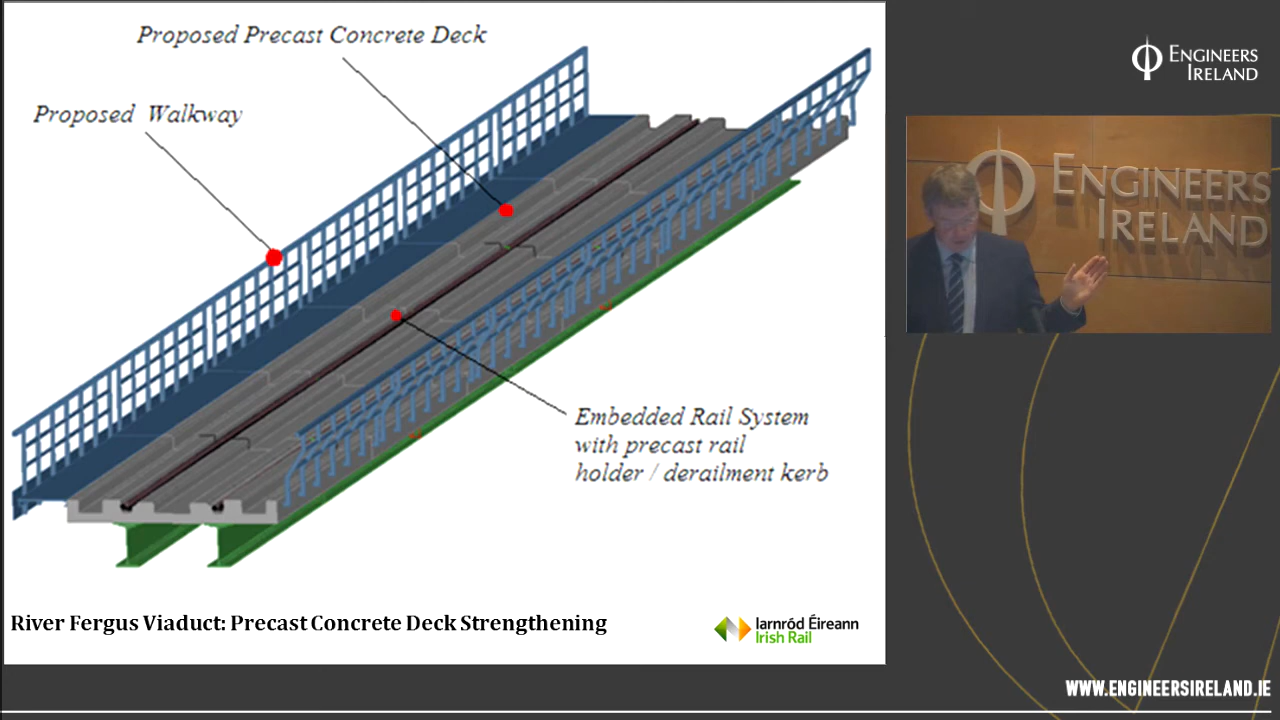 Proposed Precast Concrete Deck
Proposed Walkway
Embedded Rail System
with precast rail
holder / derailment kerb
River Fergus Viaduct: Precast Concrete Deck Strengthening
Iarnród Éireann
Irish Rail
ENGINEERS
IRELAND
ENGINEERS
IRELAND
WWW.ENGINEERSIRELAND.IE